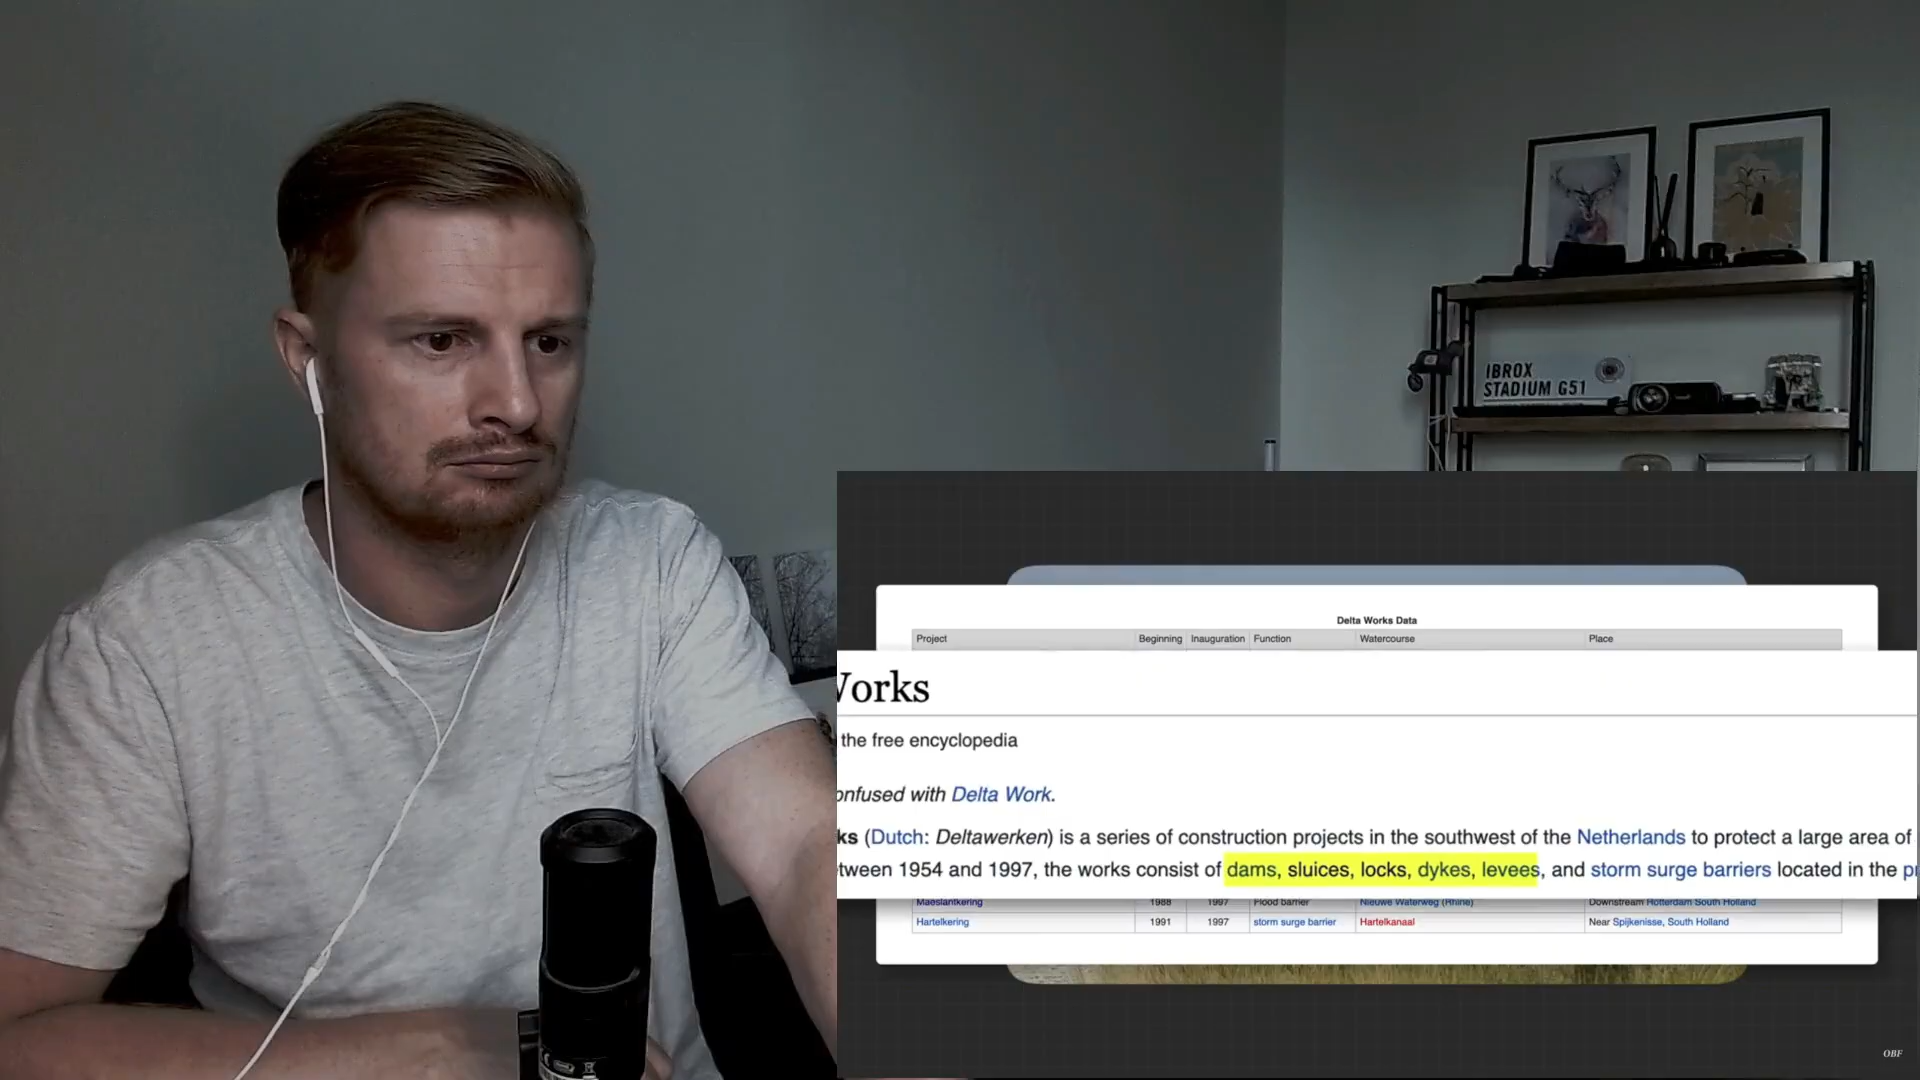 IBROX
STADIUM G51
Delta Works Data
Project Beginning Inauguration Function Watercourse Place
Works
the free encyclopedia
onfused with Delta Work.
ks (Dutch: Deltawerken) is a series of construction projects in the southwest of the Netherlands to protect a large area of
tween 1954 and 1997, the works consist of dams, sluices, locks, dykes, levees, and storm surge barriers located in the p
Maeslantkering 1988 1997 Flood barrier Nieuwe Waterweg (Rhine) Downstream Rotterdam South Holland
Hartelkering 1991 1997 storm surge barrier Hartelkanaal Near Spijkenisse, South Holland
OBF